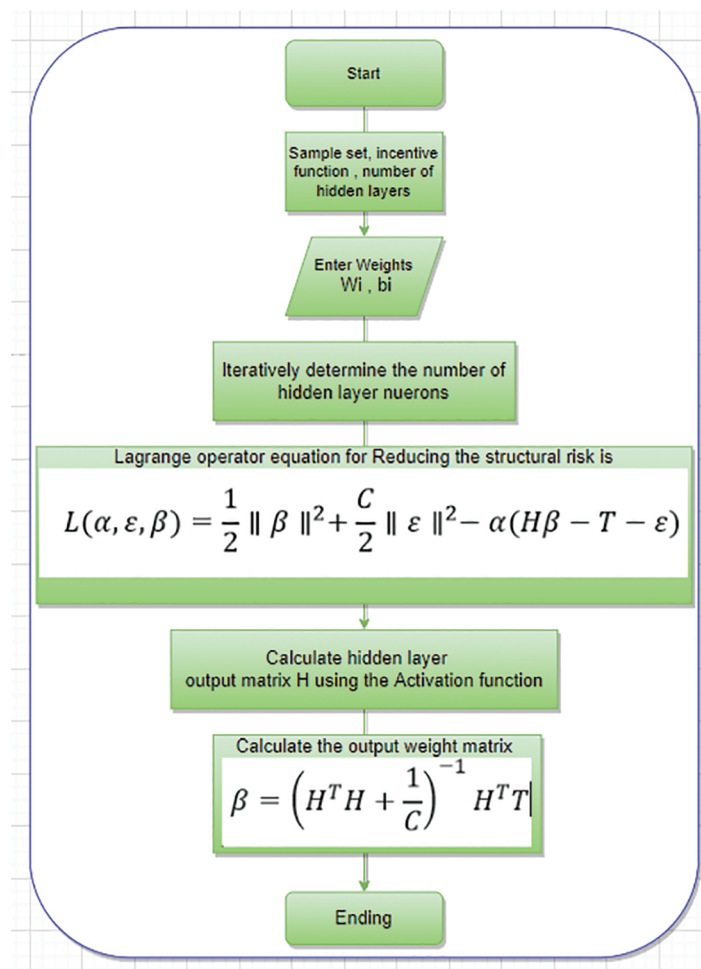 Start
Sample set, incentive
function , number of
hidden layers
Enter Weights
Wi , bi
Iteratively determine the number of
hidden layer nuerons
Lagrange operator equation for Reducing the structural risk is
L(α, ε, β) = 1/2 ‖ β ‖² + C/2 ‖ ε ‖² − α(Hβ − T − ε)
Calculate hidden layer
output matrix H using the Activation function
Calculate the output weight matrix
β = (HᵀH + 1/C)⁻¹ HᵀT
Ending